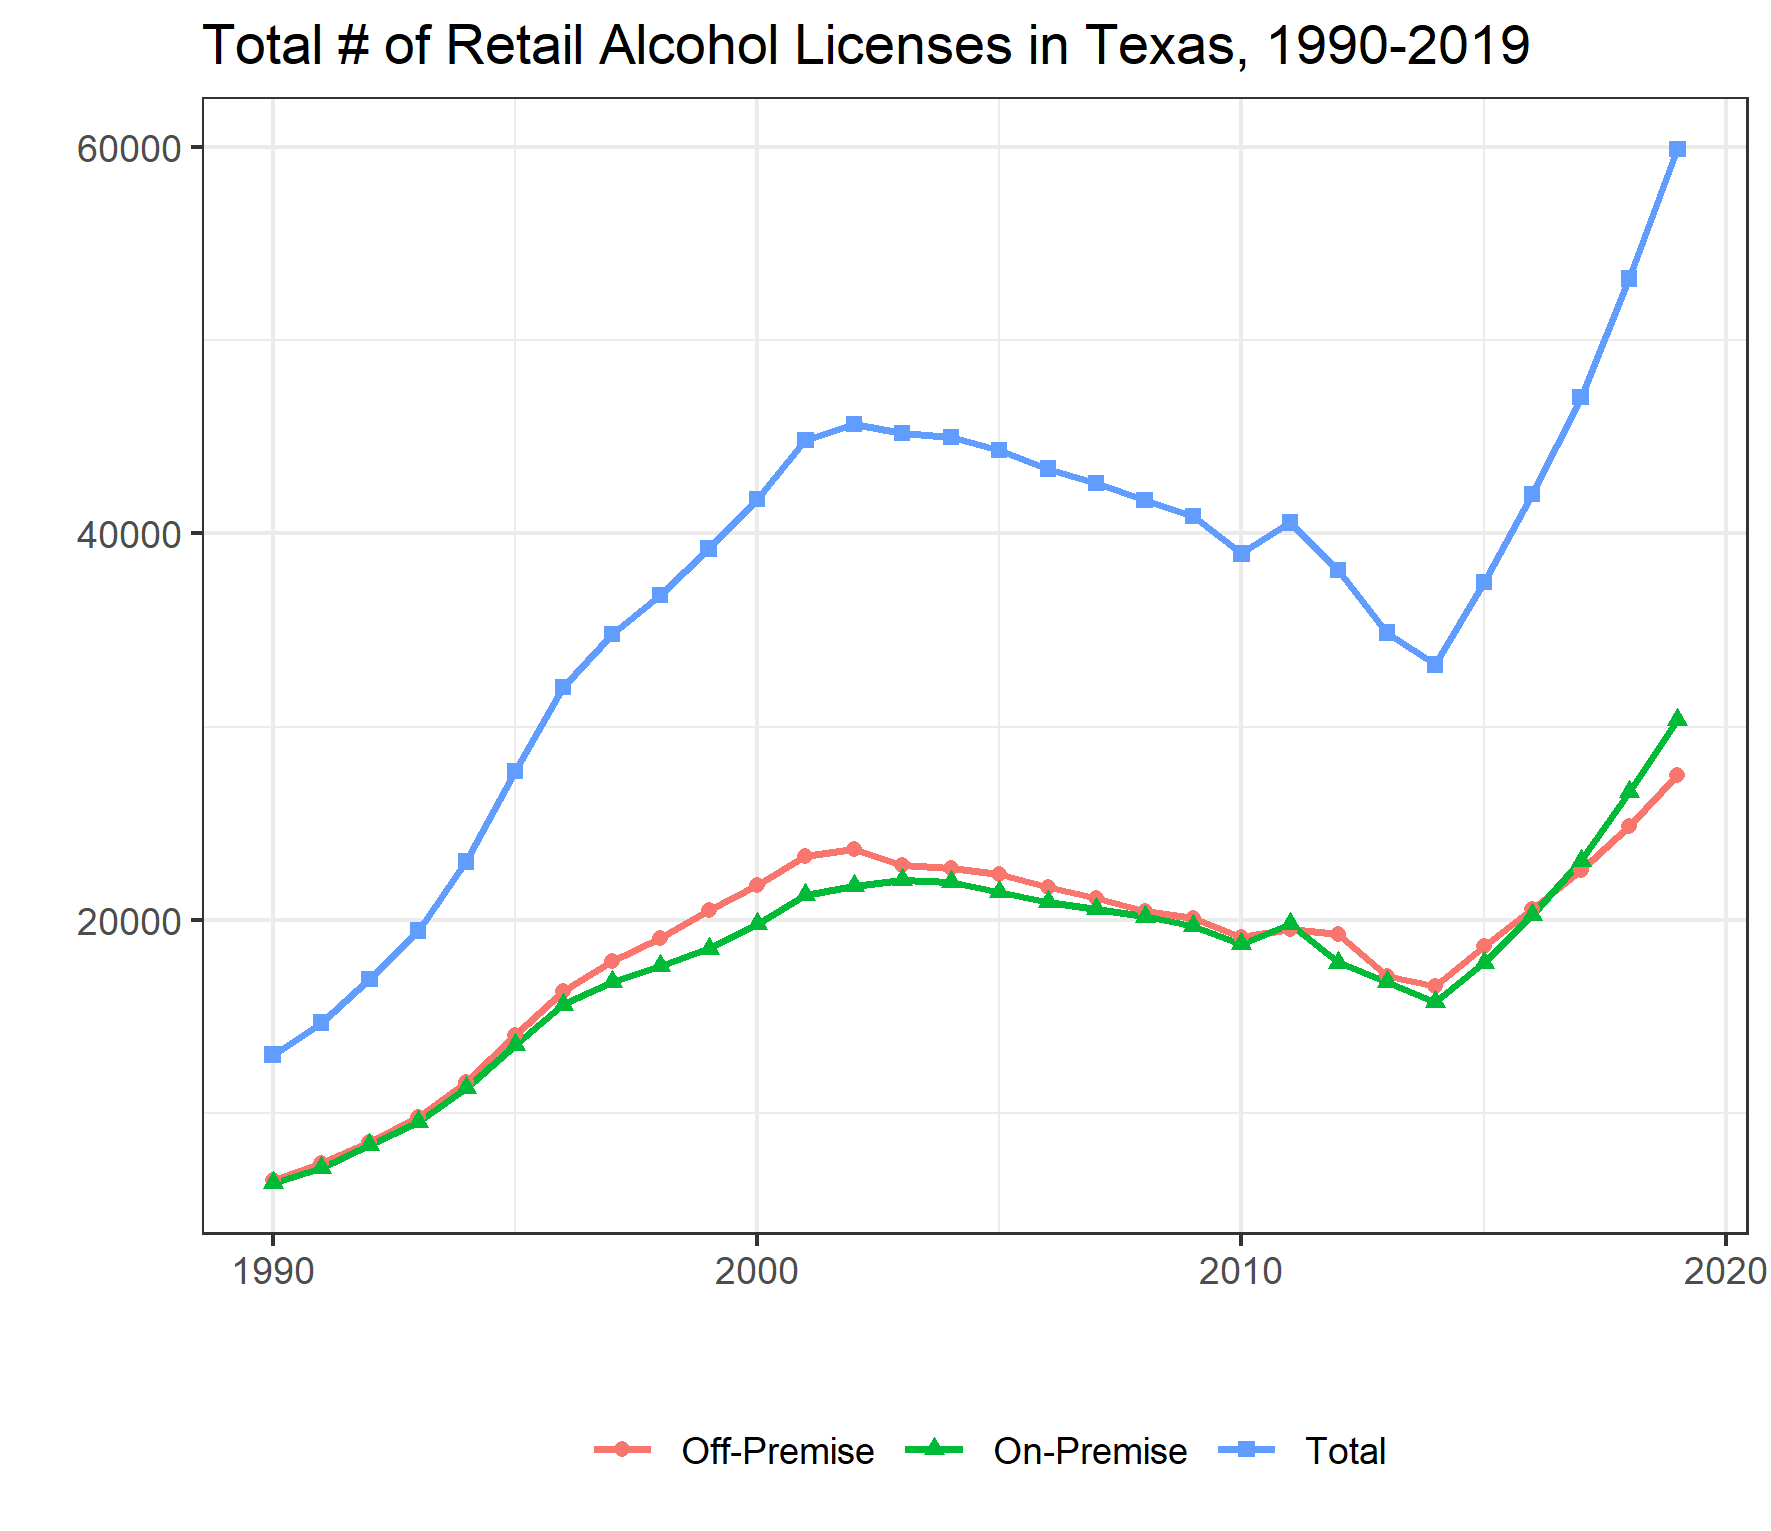 Total # of Retail Alcohol Licenses in Texas, 1990-2019
60000
40000
20000
1990 2000 2010 2020
Off-Premise On-Premise Total